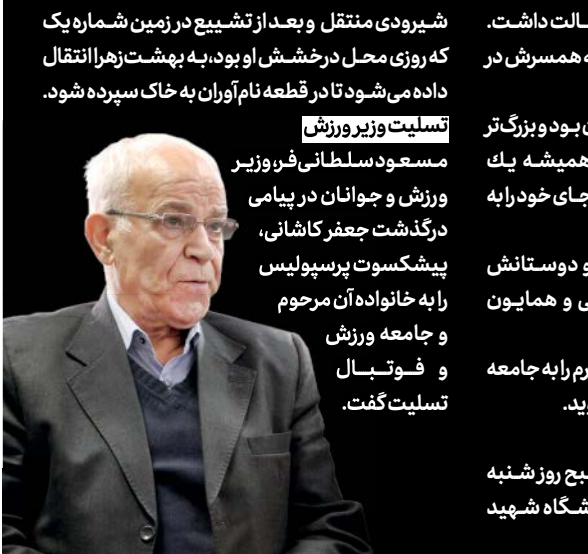 ـالت داشت.
ه همسرش در
ن بود و بزرگ‌تر
همیشه یک
جای خود را به
و دوستانش
ی و همایون
رم را به جامعه
ید.
بح روز شنبه
شگاه شهید
شیرودی منتقل و بعد از تشییع در زمین شماره یک
که روزی محل درخشش او بود، به بهشت‌زهرا انتقال
داده می‌شود تا در قطعه نام‌آوران به خاک سپرده شود.
تسلیت وزیر ورزش
مسعود سلطانی‌فر، وزیر
ورزش و جوانان در پیامی
درگذشت جعفر کاشانی،
پیشکسوت پرسپولیس
را به خانواده آن مرحوم
و جامعه ورزش
و فوتبال
تسلیت گفت.